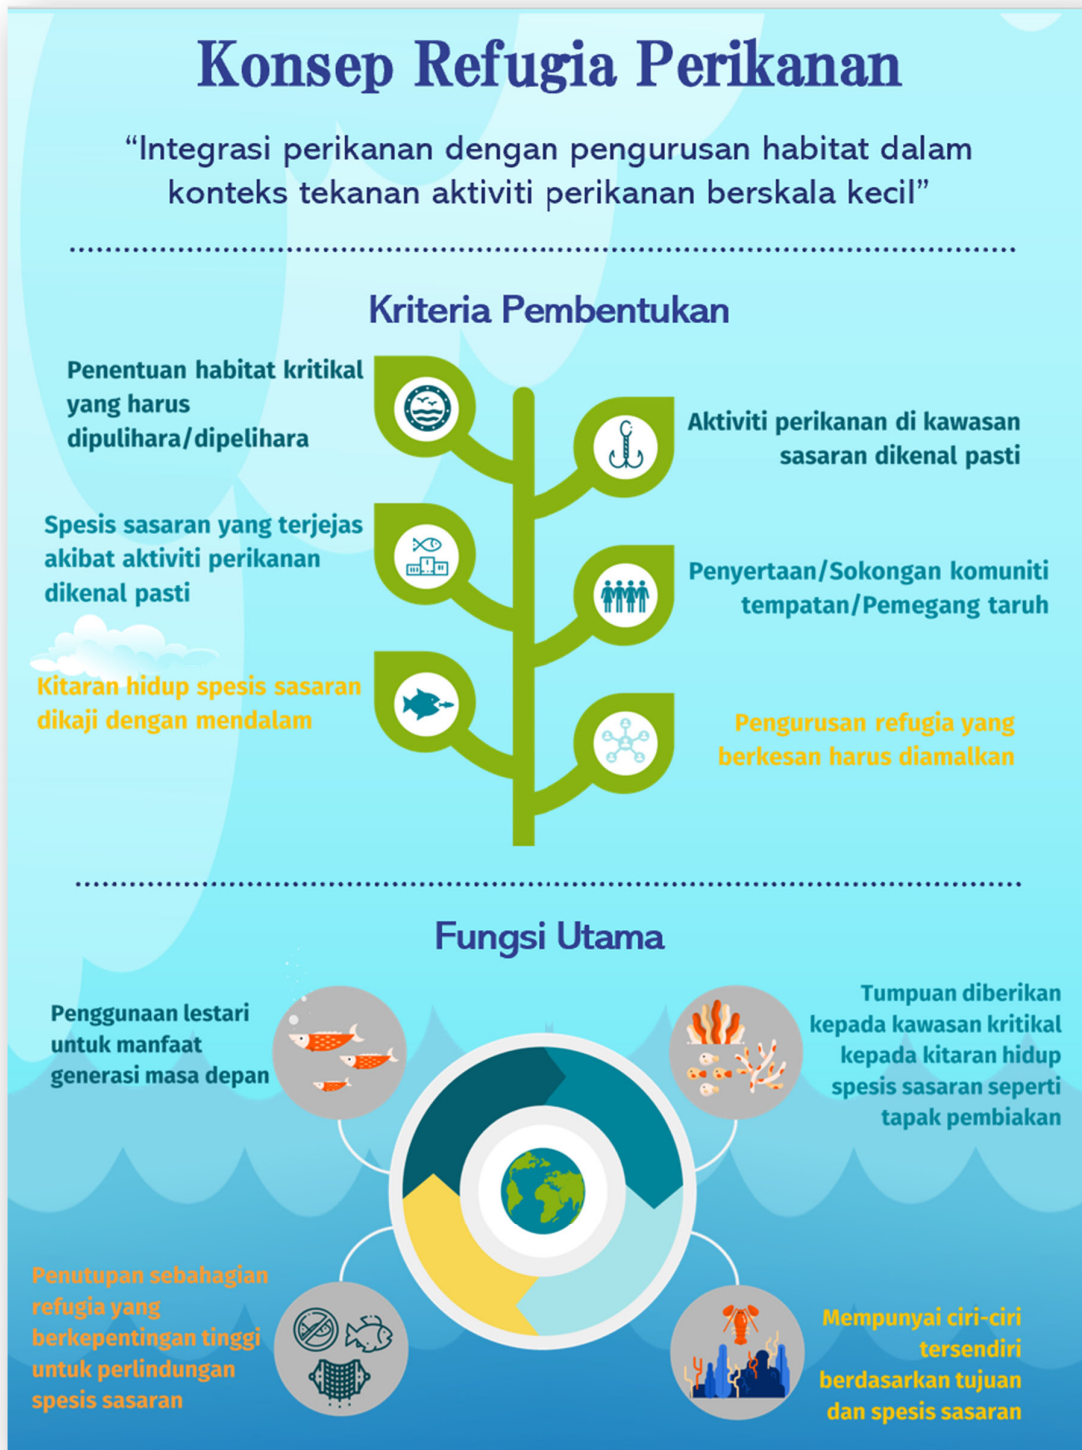 Konsep Refugia Perikanan
“Integrasi perikanan dengan pengurusan habitat dalam
konteks tekanan aktiviti perikanan berskala kecil”
Kriteria Pembentukan
Penentuan habitat kritikal
yang harus
dipulihara/dipelihara
Aktiviti perikanan di kawasan
sasaran dikenal pasti
Spesis sasaran yang terjejas
akibat aktiviti perikanan
dikenal pasti
Penyertaan/Sokongan komuniti
tempatan/Pemegang taruh
Kitaran hidup spesis sasaran
dikaji dengan mendalam
Pengurusan refugia yang
berkesan harus diamalkan
Fungsi Utama
Penggunaan lestari
untuk manfaat
generasi masa depan
Tumpuan diberikan
kepada kawasan kritikal
kepada kitaran hidup
spesis sasaran seperti
tapak pembiakan
Penutupan sebahagian
refugia yang
berkepentingan tinggi
untuk perlindungan
spesis sasaran
Mempunyai ciri-ciri
tersendiri
berdasarkan tujuan
dan spesis sasaran